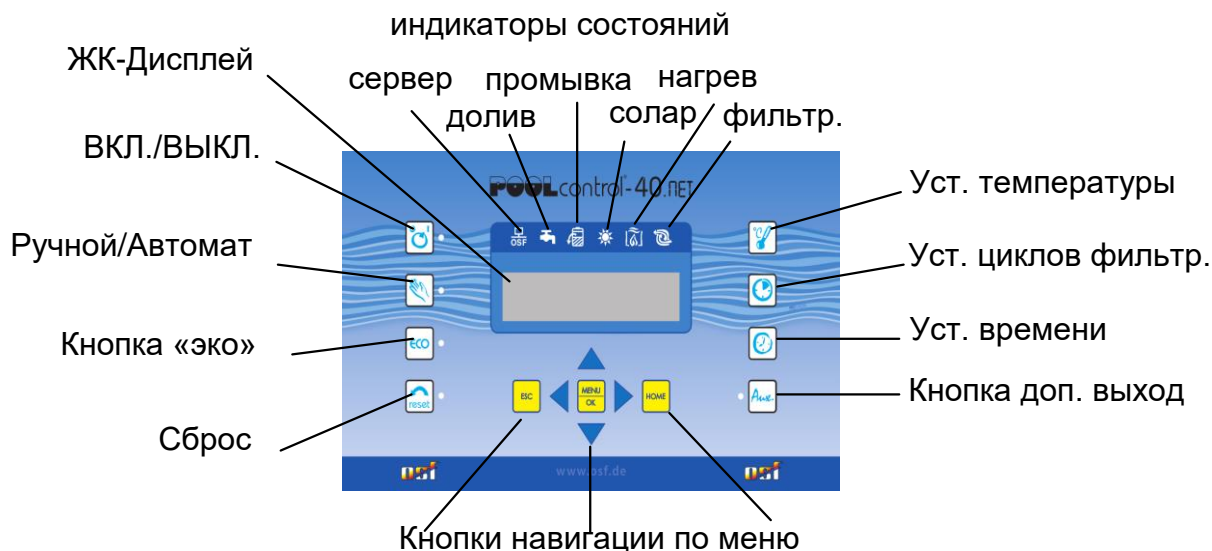 индикаторы состояний
ЖК-Дисплей
сервер промывка нагрев
долив солар фильтр.
ВКЛ./ВЫКЛ.
POOLcontrol-40.net
Уст. температуры
OSF
°C
Ручной/Автомат
Уст. циклов фильтр.
Кнопка «эко»
eco
Уст. времени
reset
ESC
MENU
OK
HOME
Aux.
Кнопка доп. выход
Сброс
osf
www.osf.de
osf
Кнопки навигации по меню